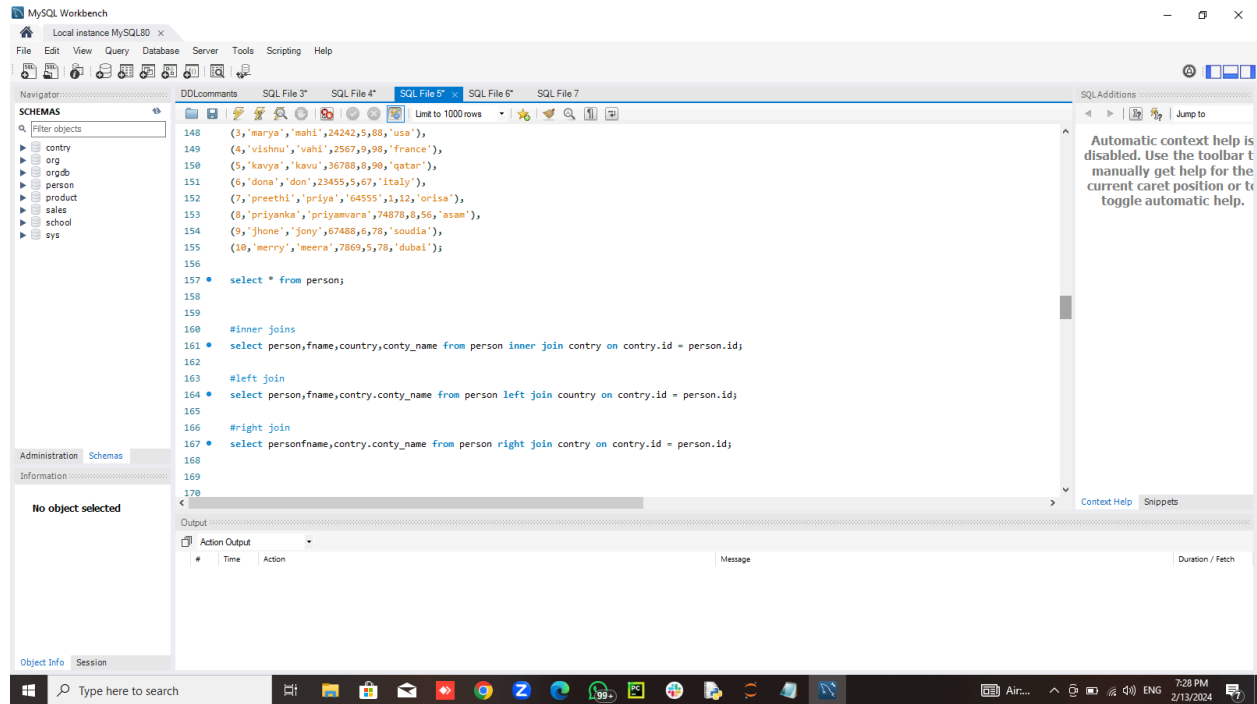 MySQL Workbench
Local instance MySQL80
File Edit View Query Database Server Tools Scripting Help
Navigator
DDLcommants SQL File 3* SQL File 4* SQL File 5* SQL File 6* SQL File 7
SQLAdditions
SCHEMAS
Limit to 1000 rows
Jump to
Filter objects
contry
org
orgdb
person
product
sales
school
sys
148 (3,'marya','mahi',24242,5,88,'usa'),
149 (4,'vishnu','vahi',2567,9,98,'france'),
150 (5,'kavya','kavu',36788,8,90,'qatar'),
151 (6,'dona','don',23455,5,67,'italy'),
152 (7,'preethi','priya','64555',1,12,'orisa'),
153 (8,'priyanka','priyamvara',74878,8,56,'asam'),
154 (9,'jhone','jony',67488,6,78,'soudia'),
155 (10,'merry','meera',7869,5,78,'dubai');
156
157 select * from person;
158
159
160 #inner joins
161 select person,fname,country,conty_name from person inner join contry on contry.id = person.id;
162
163 #left join
164 select person,fname,contry.conty_name from person left join country on contry.id = person.id;
165
166 #right join
167 select personfname,contry.conty_name from person right join contry on contry.id = person.id;
168
169
170
Automatic context help is
disabled. Use the toolbar t
manually get help for the
current caret position or to
toggle automatic help.
Administration Schemas
Information
No object selected
Context Help Snippets
Output
Action Output
# Time Action Message Duration / Fetch
Object Info Session
Type here to search
99+
PC
Air:...
ENG
7:28 PM
2/13/2024
7